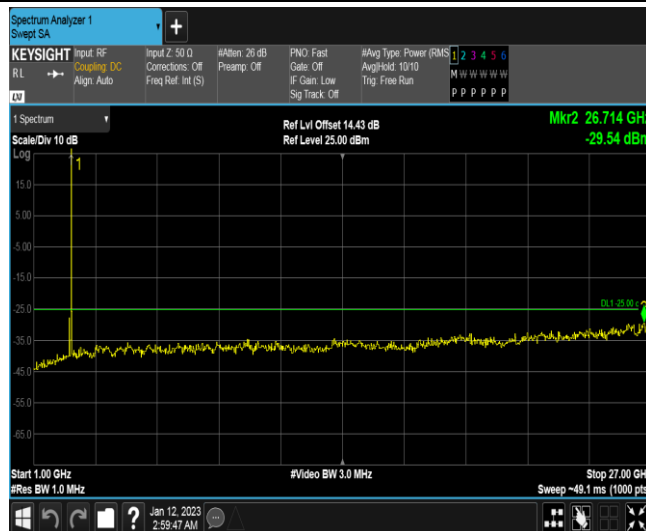 Spectrum Analyzer 1
Swept SA
+
KEYSIGHT
RL
LXI
Input: RF
Coupling: DC
Align: Auto
Input Z: 50 Ω
Corrections: Off
Freq Ref: Int (S)
#Atten: 26 dB
Preamp: Off
PNO: Fast
Gate: Off
IF Gain: Low
Sig Track: Off
#Avg Type: Power (RMS
Avg|Hold: 10/10
Trig: Free Run
1 2 3 4 5 6
M W W W W W
P P P P P P
1 Spectrum
Scale/Div 10 dB
Log
Ref Lvl Offset 14.43 dB
Ref Level 25.00 dBm
Mkr2 26.714 GHz
-29.54 dBm
1
15.0
5.00
-5.00
-15.0
-25.0
DL1 -25.00
-35.0
-45.0
-55.0
-65.0
Start 1.00 GHz
#Res BW 1.0 MHz
#Video BW 3.0 MHz
Stop 27.00 GHz
Sweep ~49.1 ms (1000 pts
?
Jan 12, 2023
2:59:47 AM